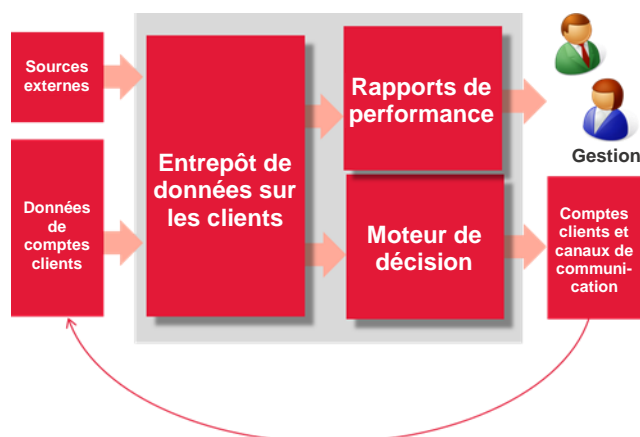 Sources
externes
Données
de
comptes
clients
Entrepôt de
données sur
les clients
Rapports de
performance
Moteur de
décision
Gestion
Comptes
clients et
canaux de
communi-
cation